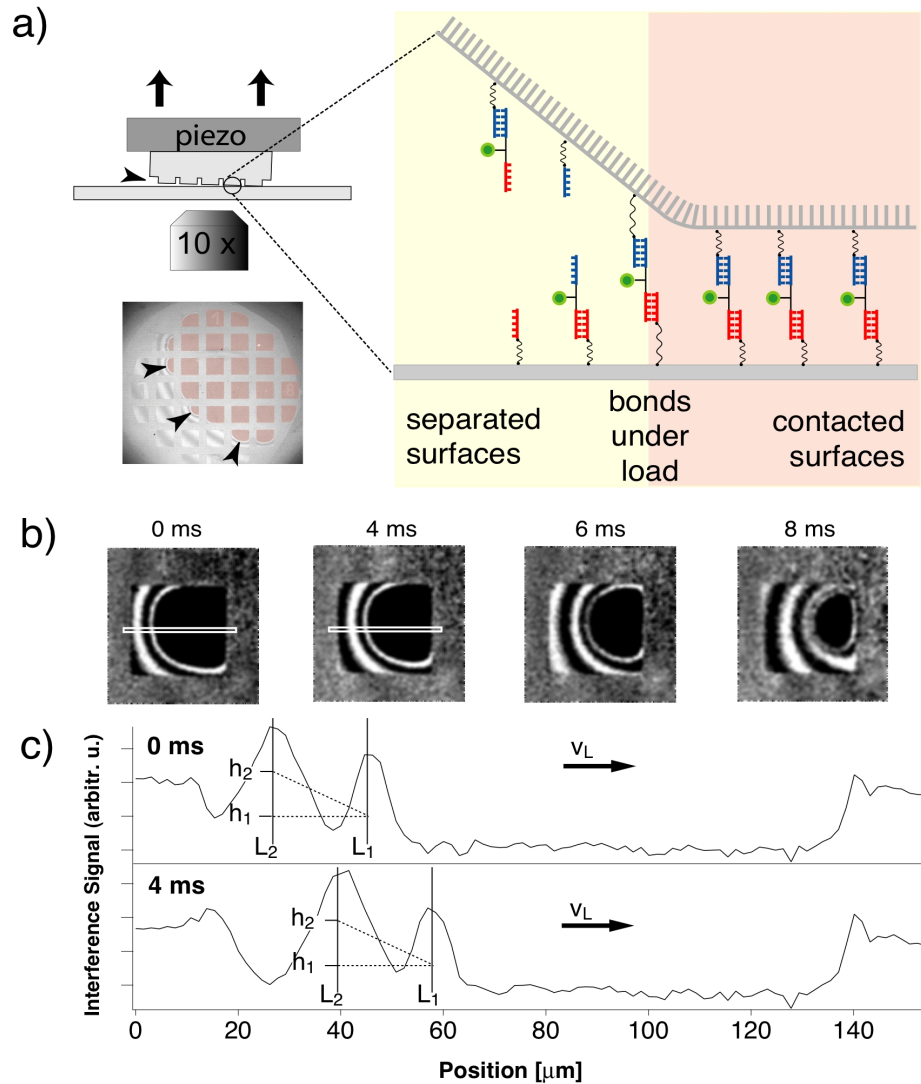 a)
piezo
10 x
separated
surfaces
bonds
under
load
contacted
surfaces
b)
0 ms
4 ms
6 ms
8 ms
c)
0 ms
h2
h1
L2
L1
vL
4 ms
h2
h1
L2
L1
vL
Interference Signal (arbitr. u.)
0
20
40
60
80
100
120
140
Position [μm]